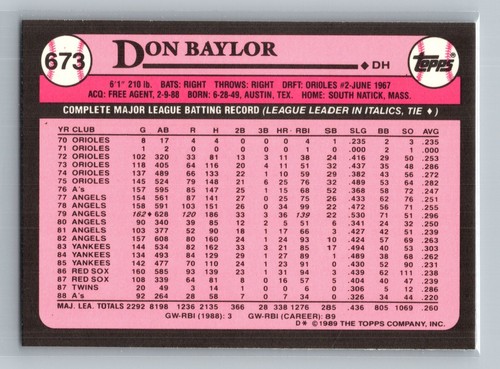 673
DON BAYLOR
♦DH
Topps
6'1" 210 lb. BATS: RIGHT THROWS: RIGHT DRFT: ORIOLES #2-JUNE 1967
ACQ: FREE AGENT, 2-9-88 BORN: 6-28-49, AUSTIN, TEX. HOME: SOUTH NATICK, MASS.
COMPLETE MAJOR LEAGUE BATTING RECORD (LEAGUE LEADER IN ITALICS, TIE ♦)
YR CLUB G AB R H 2B 3B HR RBI SB SLG BB SO AVG
70 ORIOLES 8 17 4 4 0 0 0 4 1 .235 2 3 .235
71 ORIOLES 1 2 0 0 0 0 0 1 0 .000 2 1 .000
72 ORIOLES 102 320 33 81 13 3 11 38 24 .416 29 50 .253
73 ORIOLES 118 405 64 116 20 4 11 51 32 .437 35 48 .286
74 ORIOLES 137 489 66 133 22 1 10 59 29 .382 43 56 .272
75 ORIOLES 145 524 79 148 21 6 25 76 32 .489 53 64 .282
76 A's 157 595 85 147 25 1 15 68 52 .368 58 72 .247
77 ANGELS 154 561 87 141 27 0 25 75 26 .433 62 76 .251
78 ANGELS 158 591 103 151 26 0 34 99 22 .472 56 71 .255
79 ANGELS 162♦ 628 120 186 33 3 36 139 22 .530 71 51 .296
80 ANGELS 90 340 39 85 12 2 5 51 6 .341 24 32 .250
81 ANGELS 103 377 52 90 18 1 17 66 3 .427 42 51 .239
82 ANGELS 157 608 80 160 24 1 24 93 10 .424 57 69 .263
83 YANKEES 144 534 82 162 33 3 21 85 17 .494 40 53 .303
84 YANKEES 134 493 84 129 29 1 27 89 1 .489 38 68 .262
85 YANKEES 142 477 70 110 24 1 23 91 0 .430 52 90 .231
86 RED SOX 160 585 93 139 23 1 31 94 3 .439 62 111 .238
87 RED SOX 108 339 64 81 8 0 16 57 5 .404 40 47 .239
87 TWINS 20 49 3 14 1 0 0 6 0 .306 5 12 .286
88 A's 92 264 28 58 7 0 7 34 0 .326 34 44 .220
MAJ. LEA. TOTALS 2292 8198 1236 2135 366 28 338 1276 285 .436 805 1069 .260
GW-RBI (1988): 3 GW-RBI (CAREER): 89
D* ©1989 THE TOPPS COMPANY, INC.